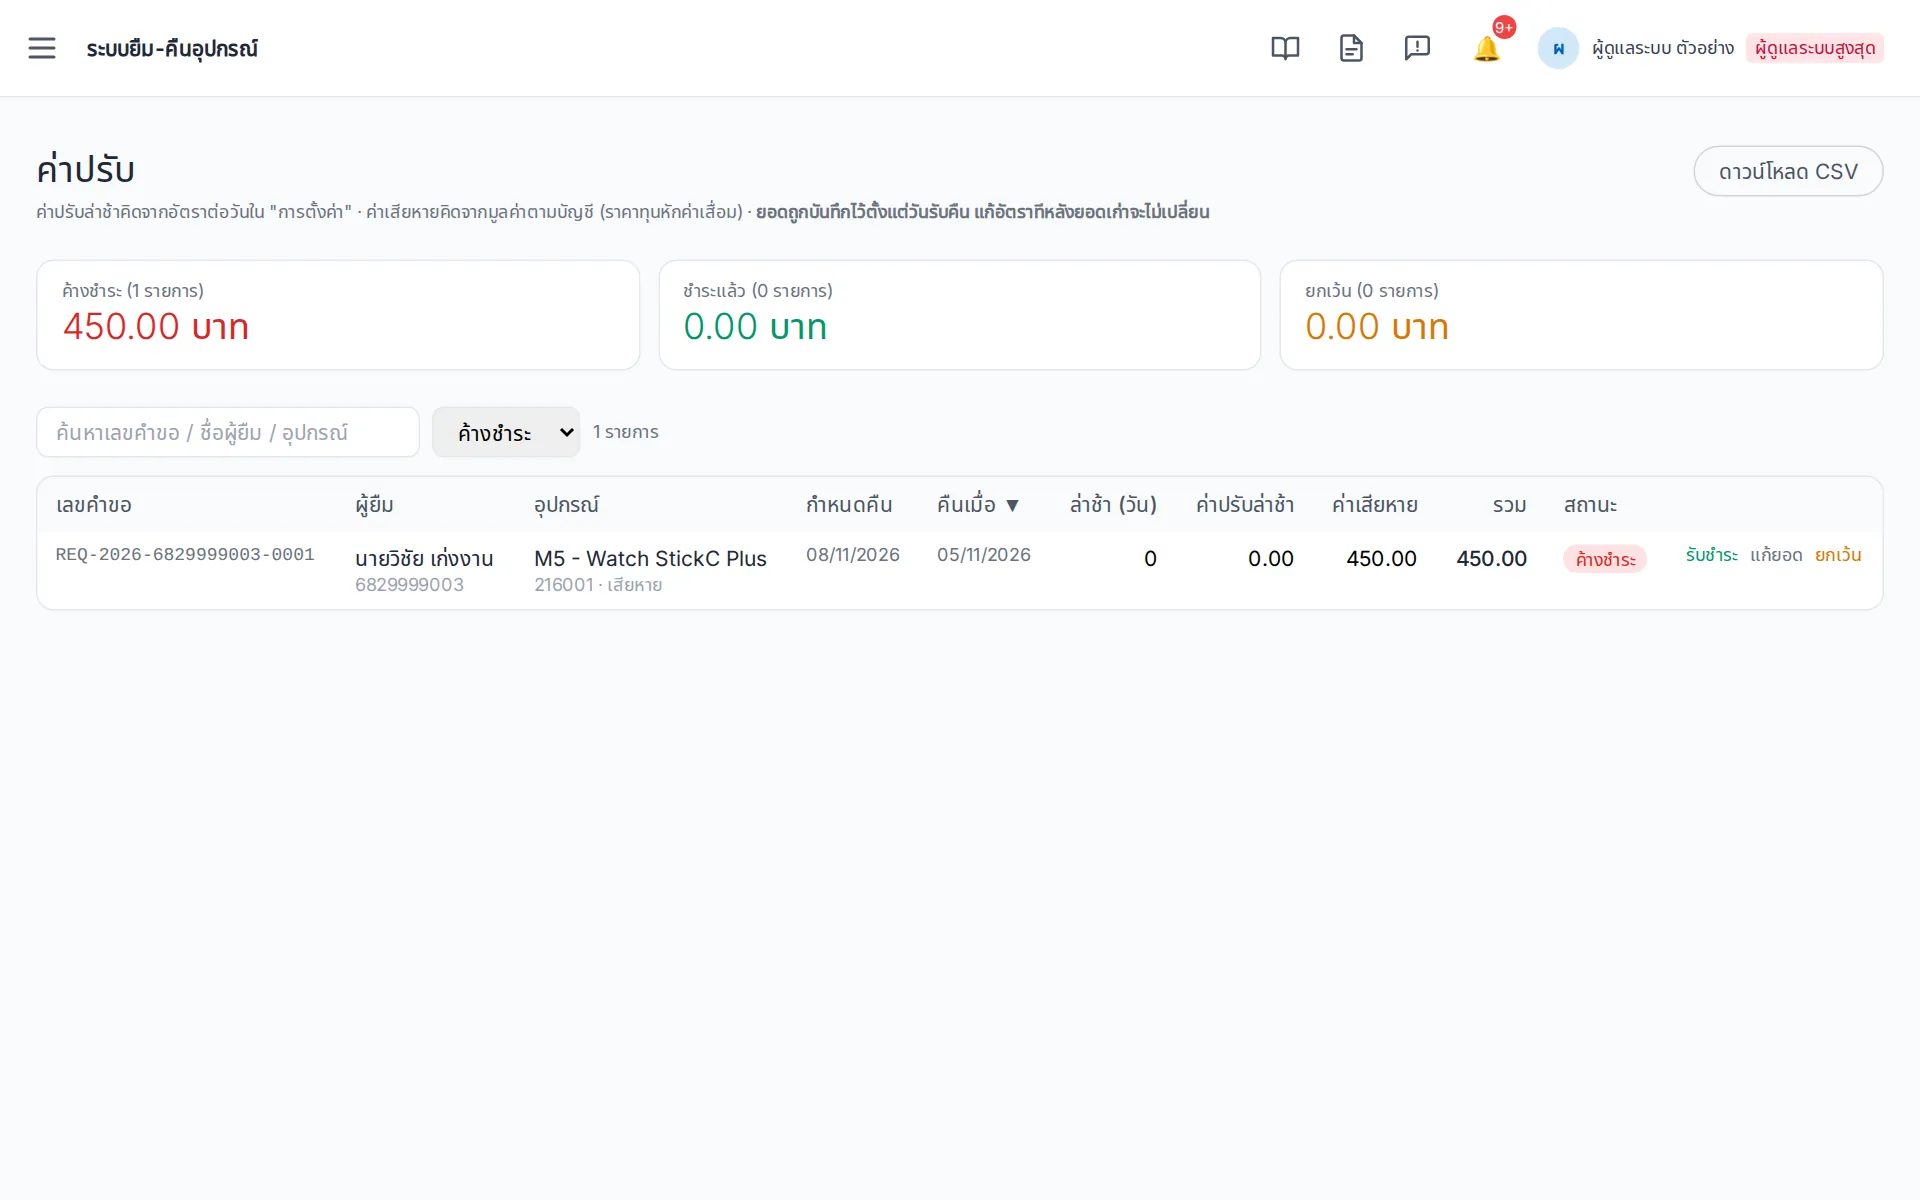 ระบบยืม-คืนอุปกรณ์
9+
ผ
ผู้ดูแลระบบ ตัวอย่าง
ผู้ดูแลระบบสูงสุด
ค่าปรับ
ดาวน์โหลด CSV
ค่าปรับล่าช้าคิดจากอัตราต่อวันใน "การตั้งค่า" · ค่าเสียหายคิดจากมูลค่าตามบัญชี (ราคาทุนหักค่าเสื่อม) · ยอดถูกบันทึกไว้ตั้งแต่วันรับคืน แก้อัตราทีหลังยอดเก่าจะไม่เปลี่ยน
ค้างชำระ (1 รายการ)
450.00 บาท
ชำระแล้ว (0 รายการ)
0.00 บาท
ยกเว้น (0 รายการ)
0.00 บาท
ค้นหาเลขคำขอ / ชื่อผู้ยืม / อุปกรณ์
ค้างชำระ
1 รายการ
เลขคำขอ ผู้ยืม อุปกรณ์ กำหนดคืน คืนเมื่อ ▼ ล่าช้า (วัน) ค่าปรับล่าช้า ค่าเสียหาย รวม สถานะ
REQ-2026-6829999003-0001 นายวิชัย เก่งงาน M5 - Watch StickC Plus 08/11/2026 05/11/2026 0 0.00 450.00 450.00 ค้างชำระ รับชำระ แก้ยอด ยกเว้น
6829999003 216001 · เสียหาย